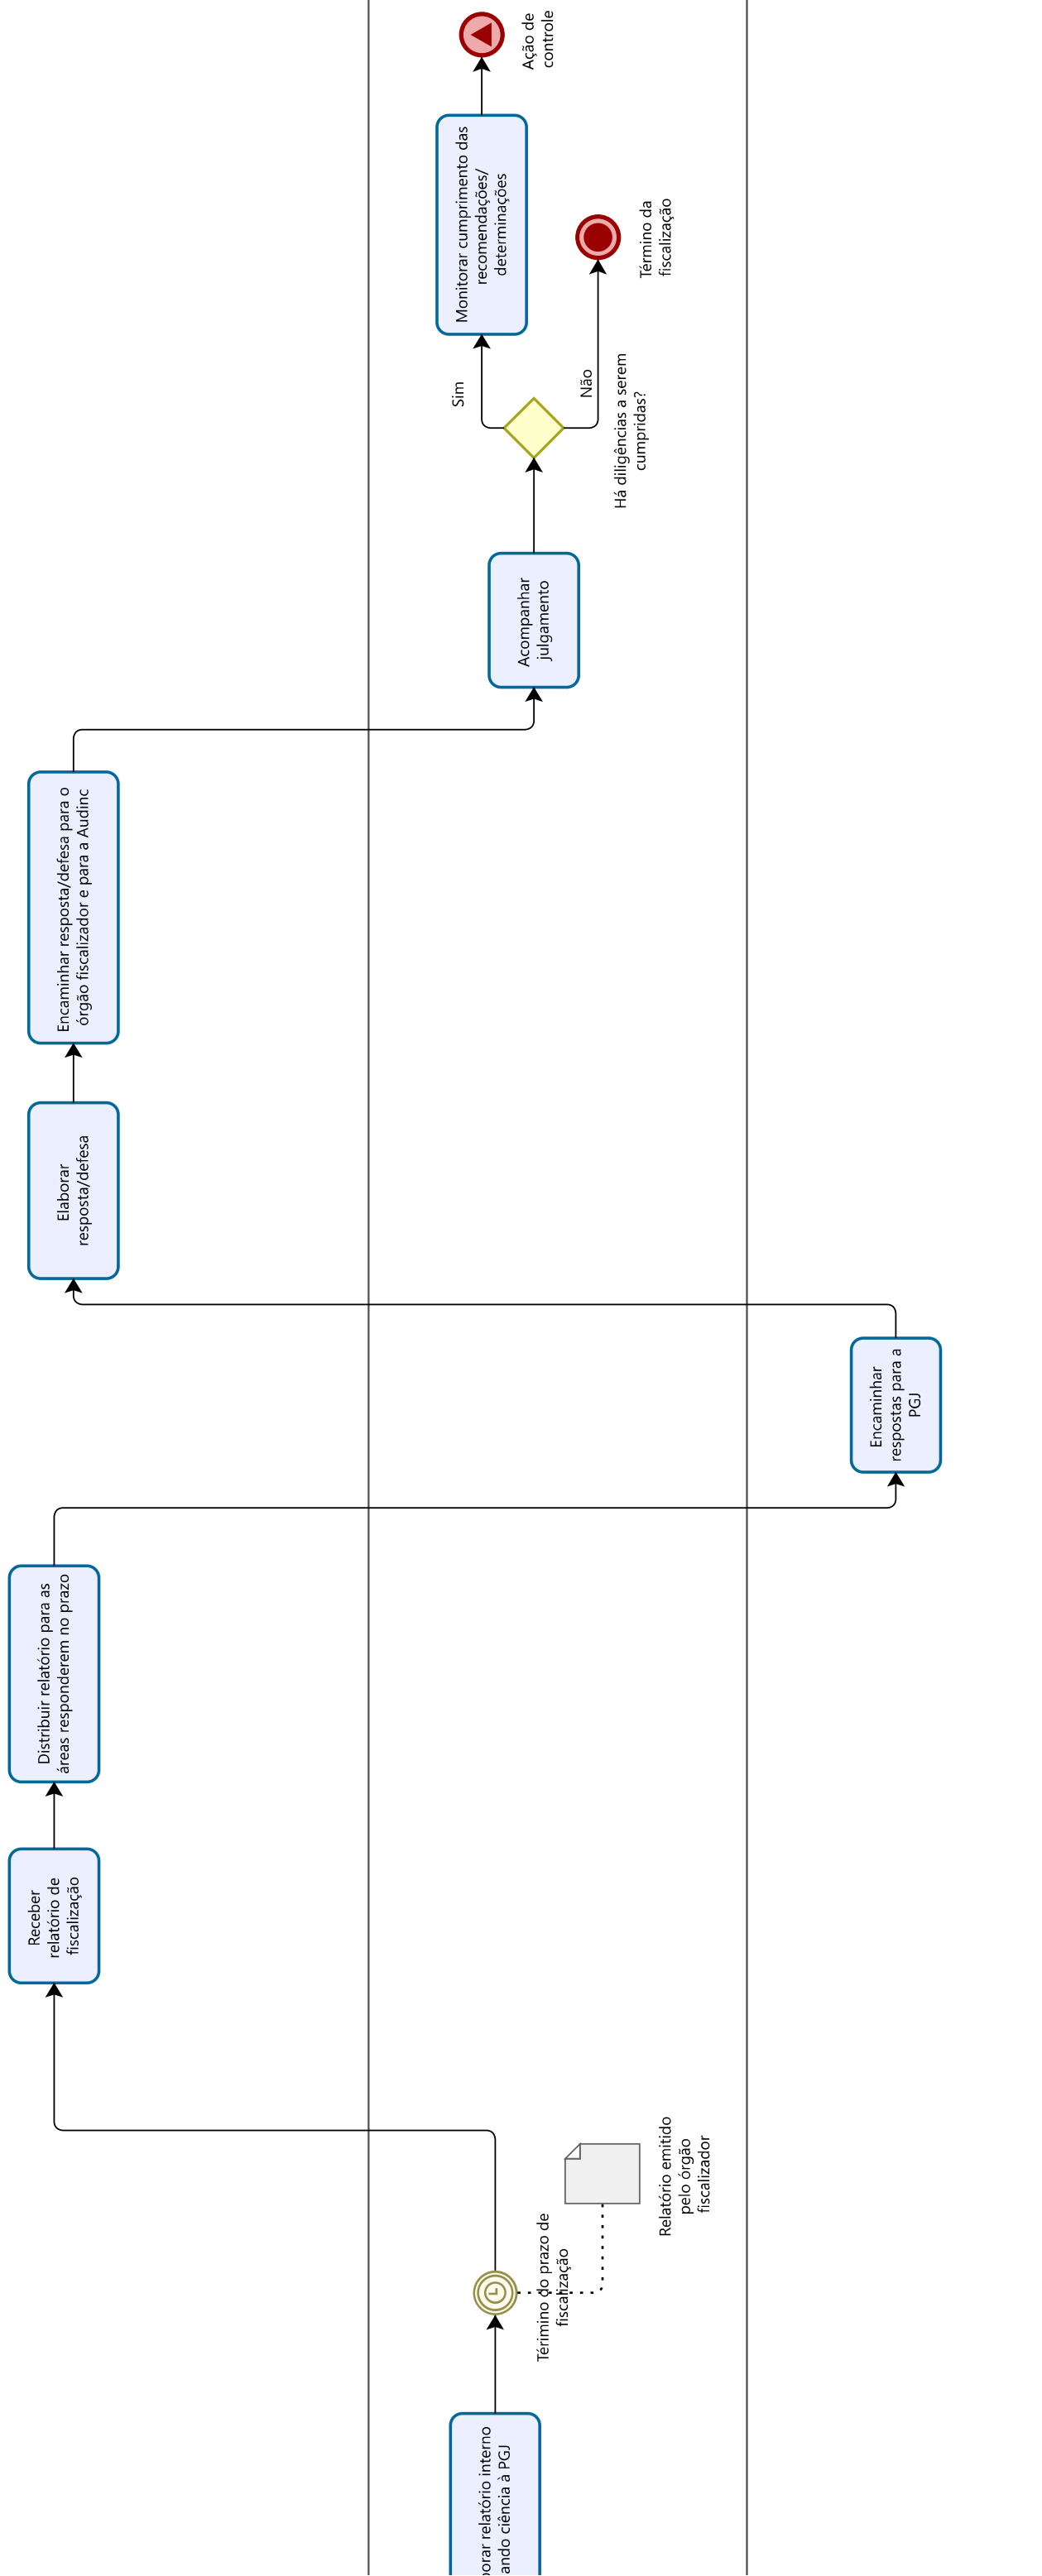 ando ciência à PGJ
relatório interno
Térimino do prazo de
fiscalização
Relatório emitido
pelo órgão
fiscalizador
Receber
relatório de
fiscalização
Distribuir relatório para as
áreas responderem no prazo
Encaminhar
respostas para a
PGJ
Elaborar
resposta/defesa
Encaminhar resposta/defesa para o
órgão fiscalizador e para a Audinc
Acompanhar
julgamento
Há diligências a serem
cumpridas?
Sim
Não
Monitorar cumprimento das
recomendações/
determinações
Término da
fiscalização
Ação de
controle